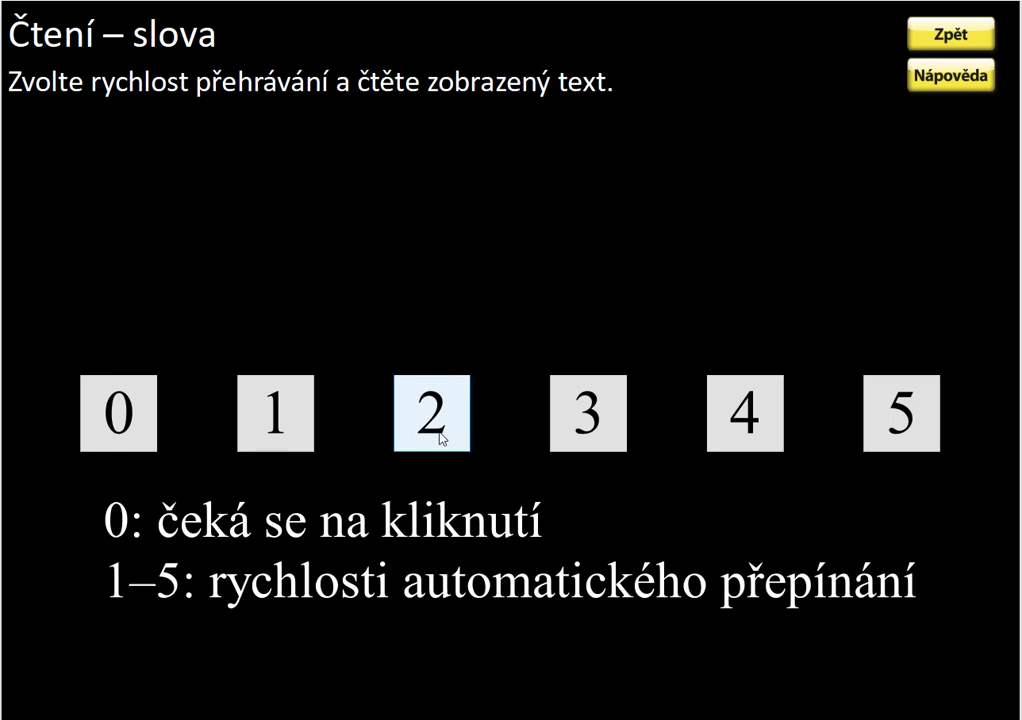 Čtení – slova
Zpět
Zvolte rychlost přehrávání a čtěte zobrazený text.
Nápověda
0 1 2 3 4 5
0: čeká se na kliknutí
1–5: rychlosti automatického přepínání